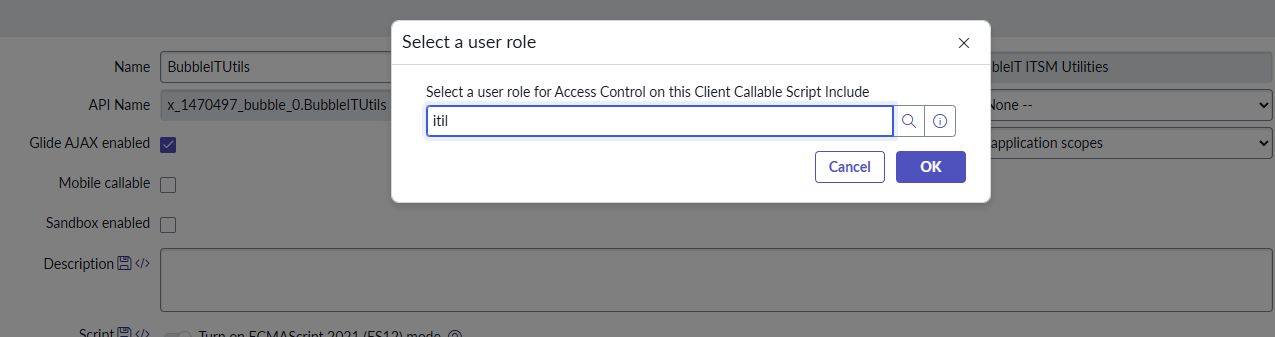 Select a user role
Name BubbleITUtils bleIT ITSM Utilities
Select a user role for Access Control on this Client Callable Script Include
API Name x_1470497_bubble_0.BubbleITUtils itil None --
Glide AJAX enabled application scopes
Cancel OK
Mobile callable
Sandbox enabled
Description
Script Turn on ECMAScript 2021 (ES12) mode